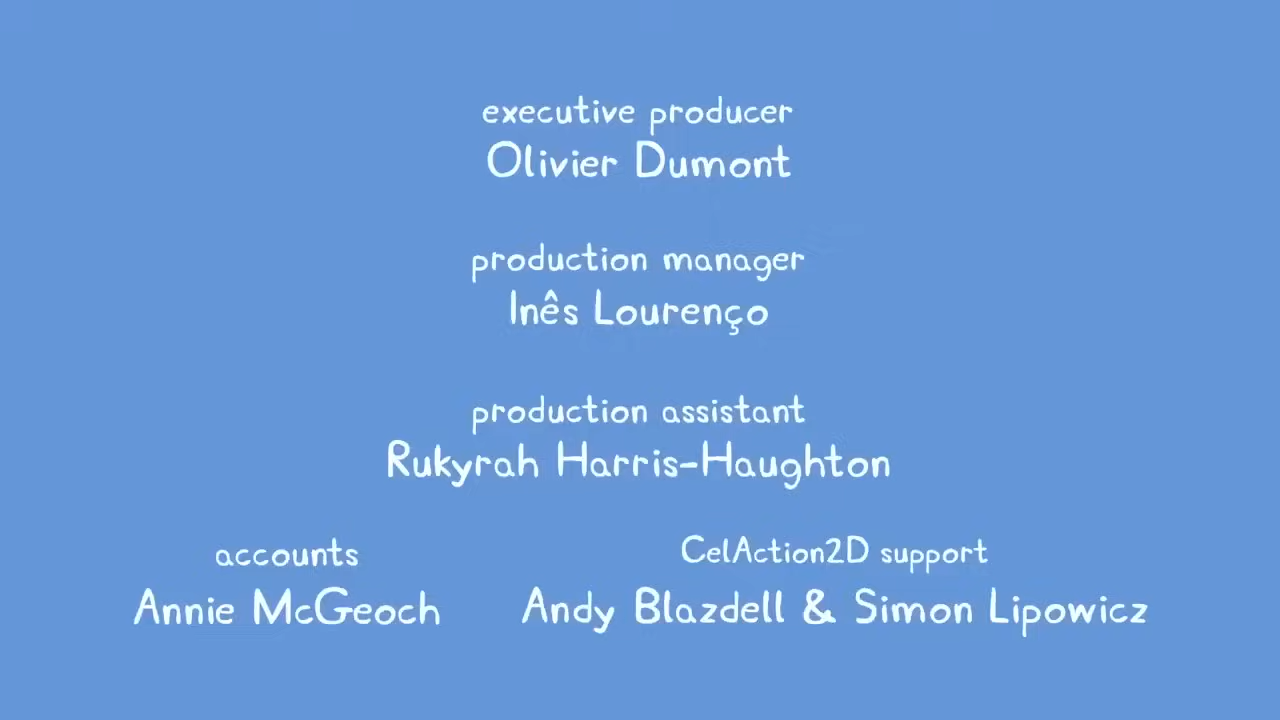 executive producer
Olivier Dumont
production manager
Inês Lourenço
production assistant
Rukyrah Harris-Haughton
accounts
Annie McGeoch
CelAction2D support
Andy Blazdell & Simon Lipowicz